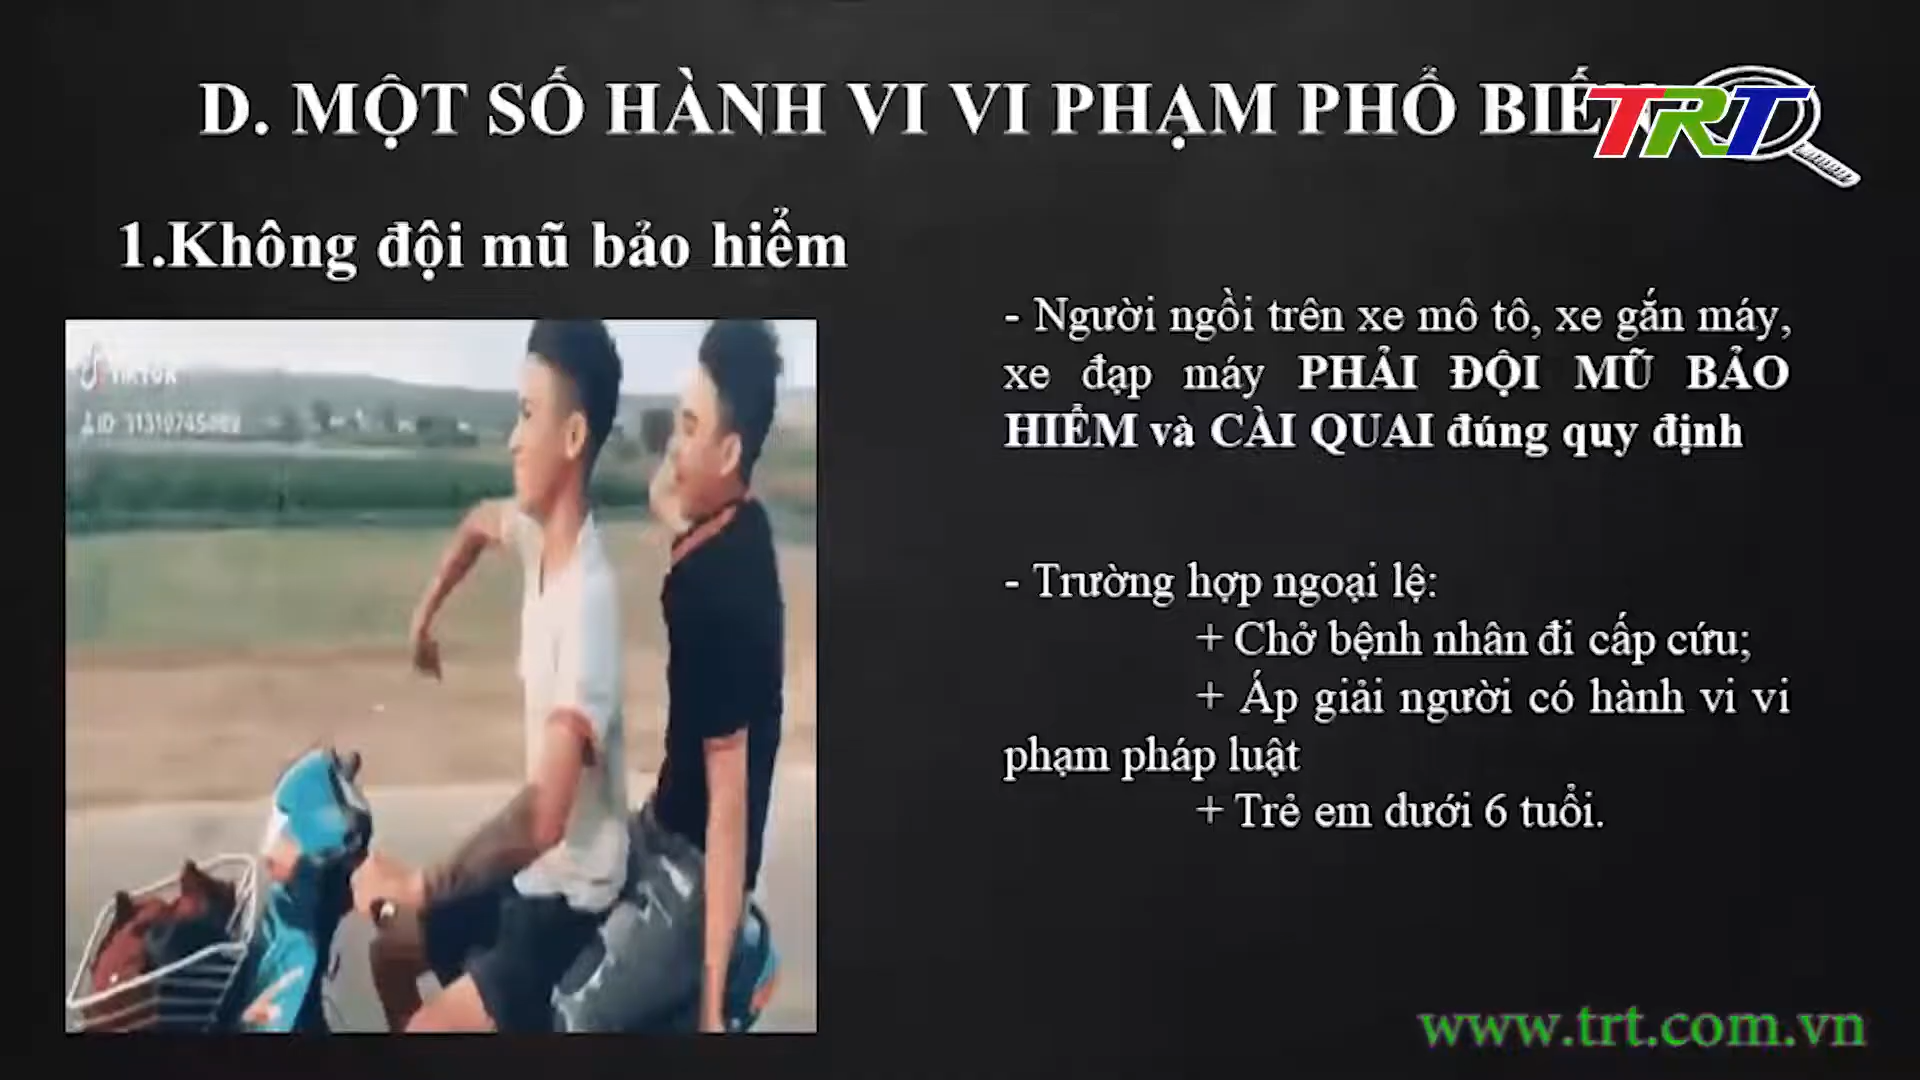 D. MỘT SỐ HÀNH VI VI PHẠM PHỔ BIẾN
TRT
1.Không đội mũ bảo hiểm
TikTok
- Người ngồi trên xe mô tô, xe gắn máy,
xe đạp máy PHẢI ĐỘI MŨ BẢO
HIỂM và CÀI QUAI đúng quy định
- Trường hợp ngoại lệ:
+ Chở bệnh nhân đi cấp cứu;
+ Áp giải người có hành vi vi
phạm pháp luật
+ Trẻ em dưới 6 tuổi.
www.trt.com.vn